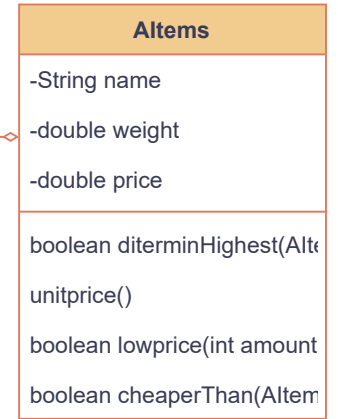 AItems
-String name
-double weight
-double price
boolean diterminHighest(AIte
unitprice()
boolean lowprice(int amount
boolean cheaperThan(AItem